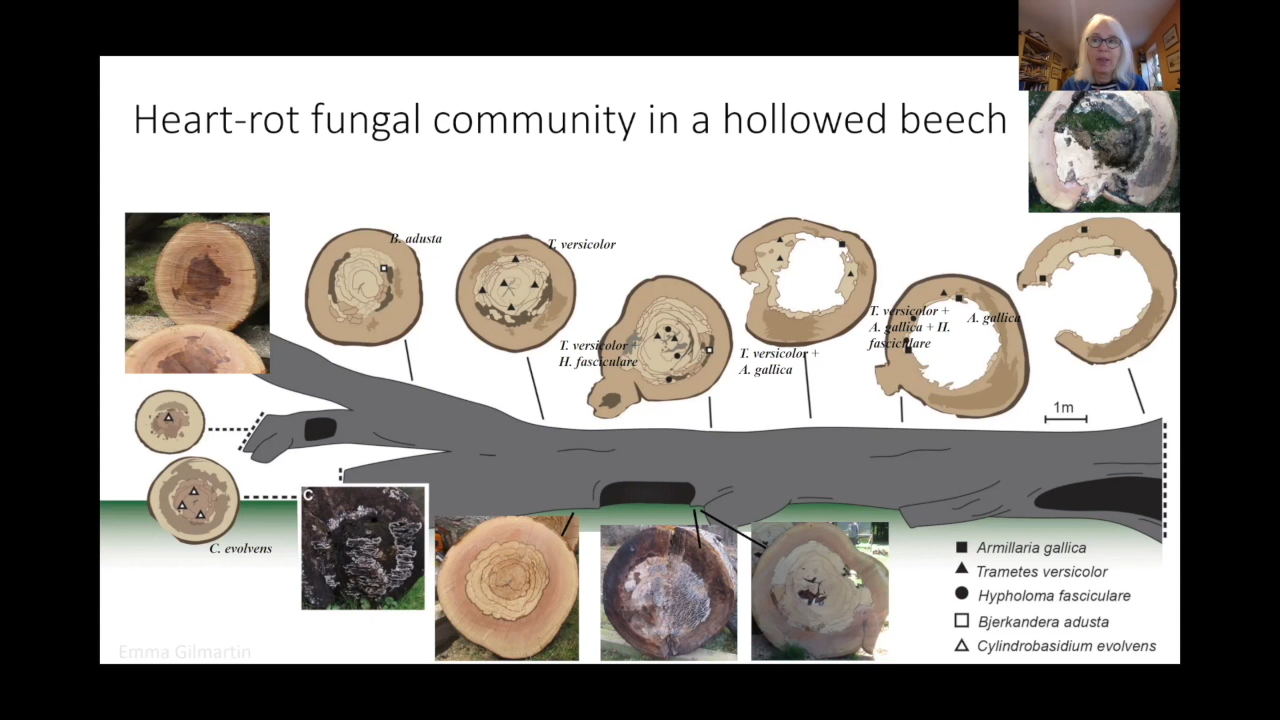 Heart-rot fungal community in a hollowed beech
B. adusta
T. versicolor
T. versicolor +
H. fasciculare
T. versicolor +
A. gallica
T. versicolor +
A. gallica + H.
fasciculare
A. gallica
1m
C
C. evolvens
Armillaria gallica
Trametes versicolor
Hypholoma fasciculare
Bjerkandera adusta
Cylindrobasidium evolvens
Emma Gilmartin